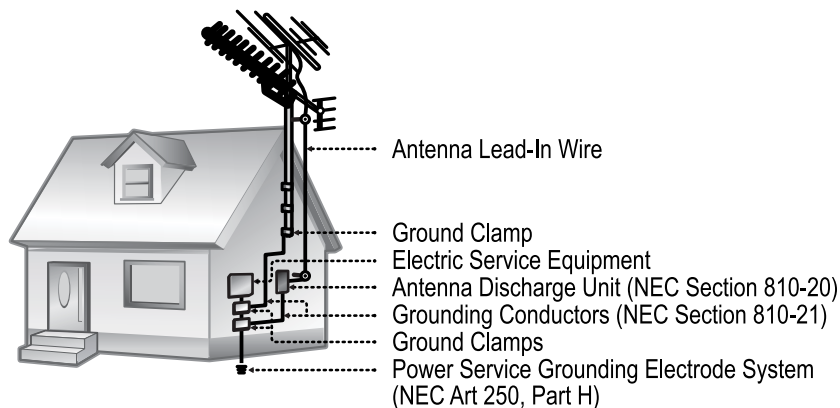 Antenna Lead-In Wire
Ground Clamp
Electric Service Equipment
Antenna Discharge Unit (NEC Section 810-20)
Grounding Conductors (NEC Section 810-21)
Ground Clamps
Power Service Grounding Electrode System
(NEC Art 250, Part H)